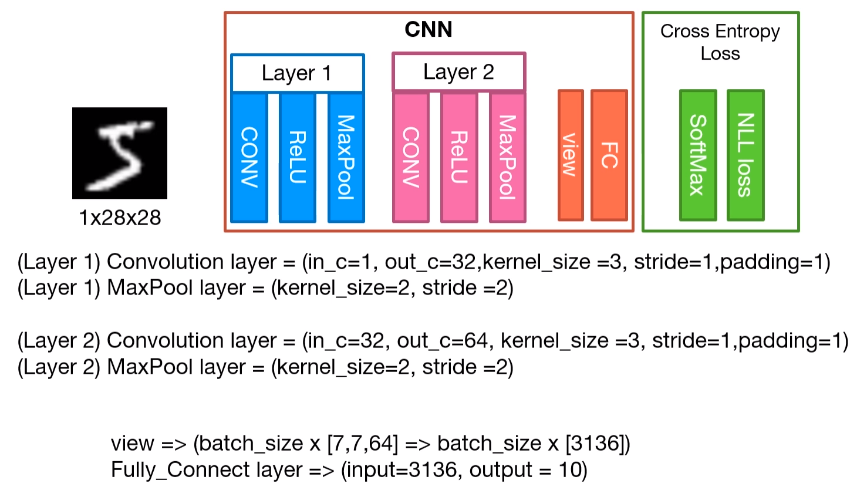 CNN
Cross Entropy
Loss
Layer 1
Layer 2
CONV
ReLU
MaxPool
CONV
ReLU
MaxPool
view
FC
SoftMax
NLL loss
1x28x28
(Layer 1) Convolution layer = (in_c=1, out_c=32,kernel_size =3, stride=1,padding=1)
(Layer 1) MaxPool layer = (kernel_size=2, stride =2)
(Layer 2) Convolution layer = (in_c=32, out_c=64, kernel_size =3, stride=1,padding=1)
(Layer 2) MaxPool layer = (kernel_size=2, stride =2)
view => (batch_size x [7,7,64] => batch_size x [3136])
Fully_Connect layer => (input=3136, output = 10)